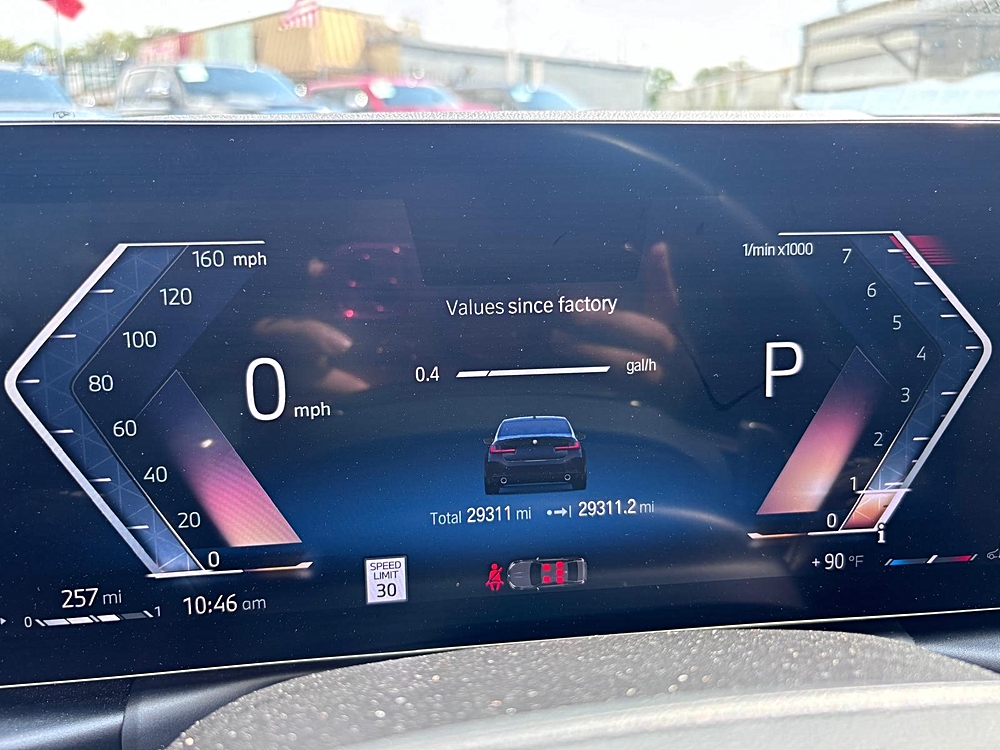 160 mph
120
100
80
60
40
20
0
0 mph
Values since factory
0.4 gal/h
Total 29311 mi 29311.2 mi
1/min x1000
7
6
5
4
3
2
1
0
P
i
SPEED
LIMIT
30
+90 °F
257 mi
0 1
10:46 am